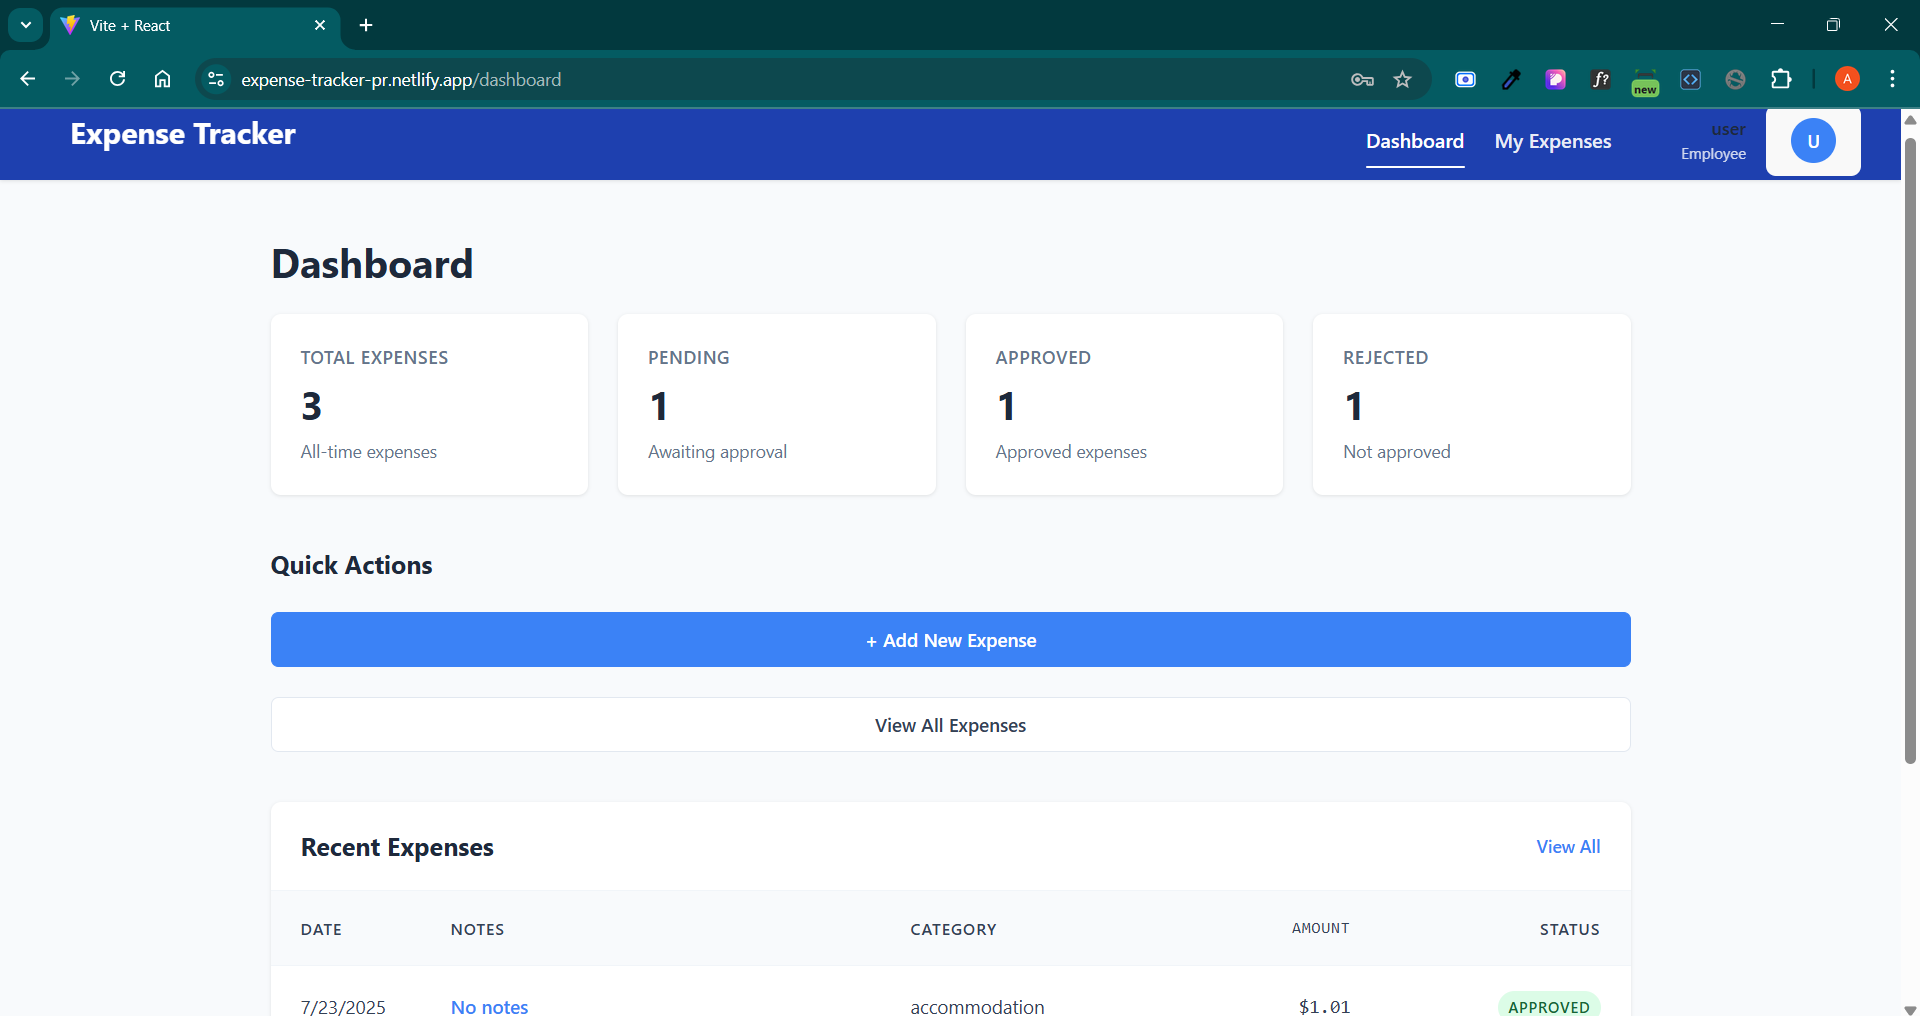 Vite + React
expense-tracker-pr.netlify.app/dashboard
f?
new
A
Expense Tracker
Dashboard
My Expenses
user
Employee
U
Dashboard
TOTAL EXPENSES
3
All-time expenses
PENDING
1
Awaiting approval
APPROVED
1
Approved expenses
REJECTED
1
Not approved
Quick Actions
+ Add New Expense
View All Expenses
Recent Expenses
View All
DATE NOTES CATEGORY AMOUNT STATUS
7/23/2025 No notes accommodation $1.01 APPROVED